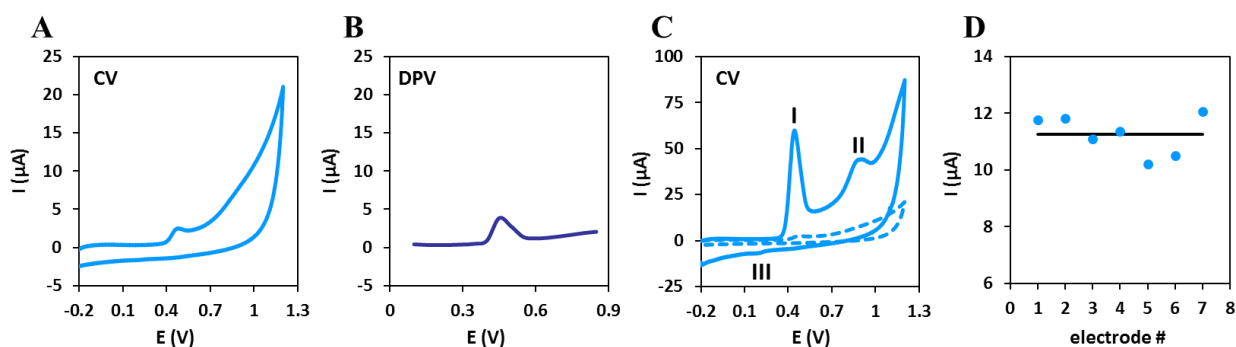 A
CV
I (µA)
25
20
15
10
5
0
-5
-0.2 0.1 0.4 0.7 1 1.3
E (V)
B
DPV
I (µA)
25
20
15
10
5
0
-5
0 0.3 0.6 0.9
E (V)
C
CV
I
II
III
I (µA)
100
75
50
25
0
-25
-0.2 0.1 0.4 0.7 1 1.3
E (V)
D
I (µA)
14
12
10
8
6
0 1 2 3 4 5 6 7 8
electrode #